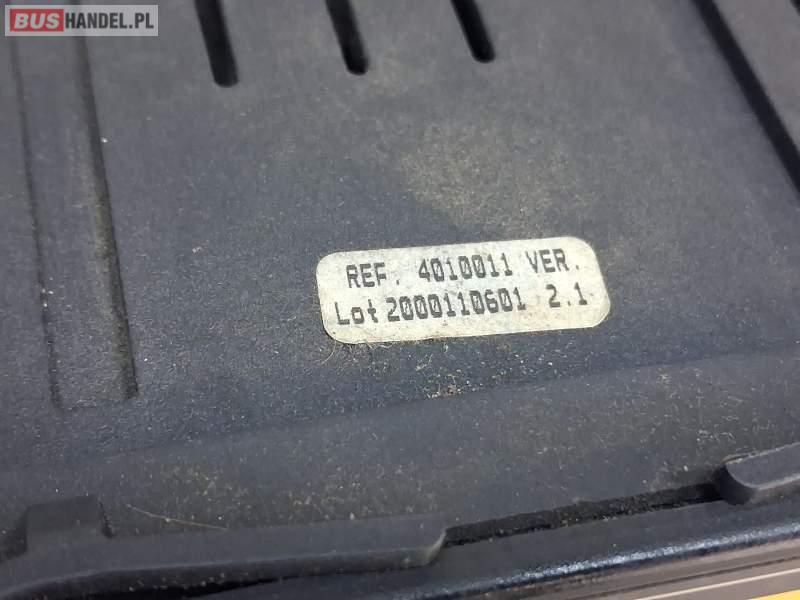 BUSHANDEL.PL
REF. 4010011 VER.
Lot 2000110601 2.1